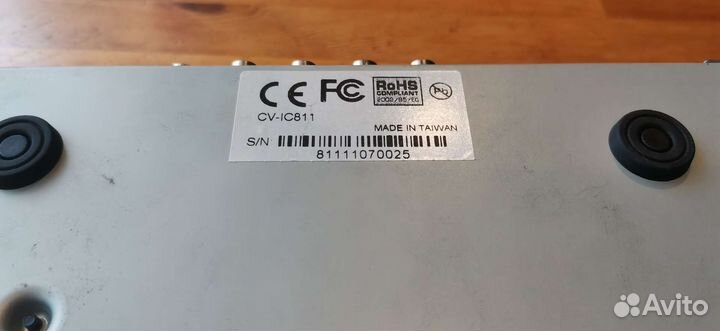 CE FC RoHS
COMPLIANT
2002/95/EC
Pb
CV-IC811
MADE IN TAIWAN
S/N
81111070025
Avito